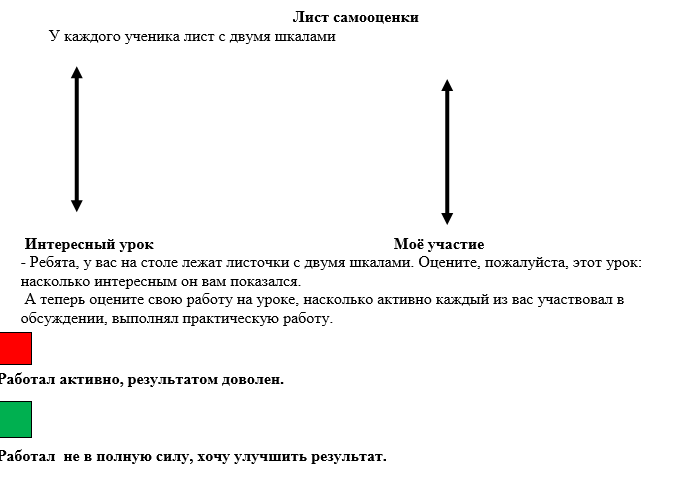 Лист самооценки
У каждого ученика лист с двумя шкалами
Интересный урок Моё участие
- Ребята, у вас на столе лежат листочки с двумя шкалами. Оцените, пожалуйста, этот урок:
насколько интересным он вам показался.
А теперь оцените свою работу на уроке, насколько активно каждый из вас участвовал в
обсуждении, выполнял практическую работу.
Работал активно, результатом доволен.
Работал не в полную силу, хочу улучшить результат.